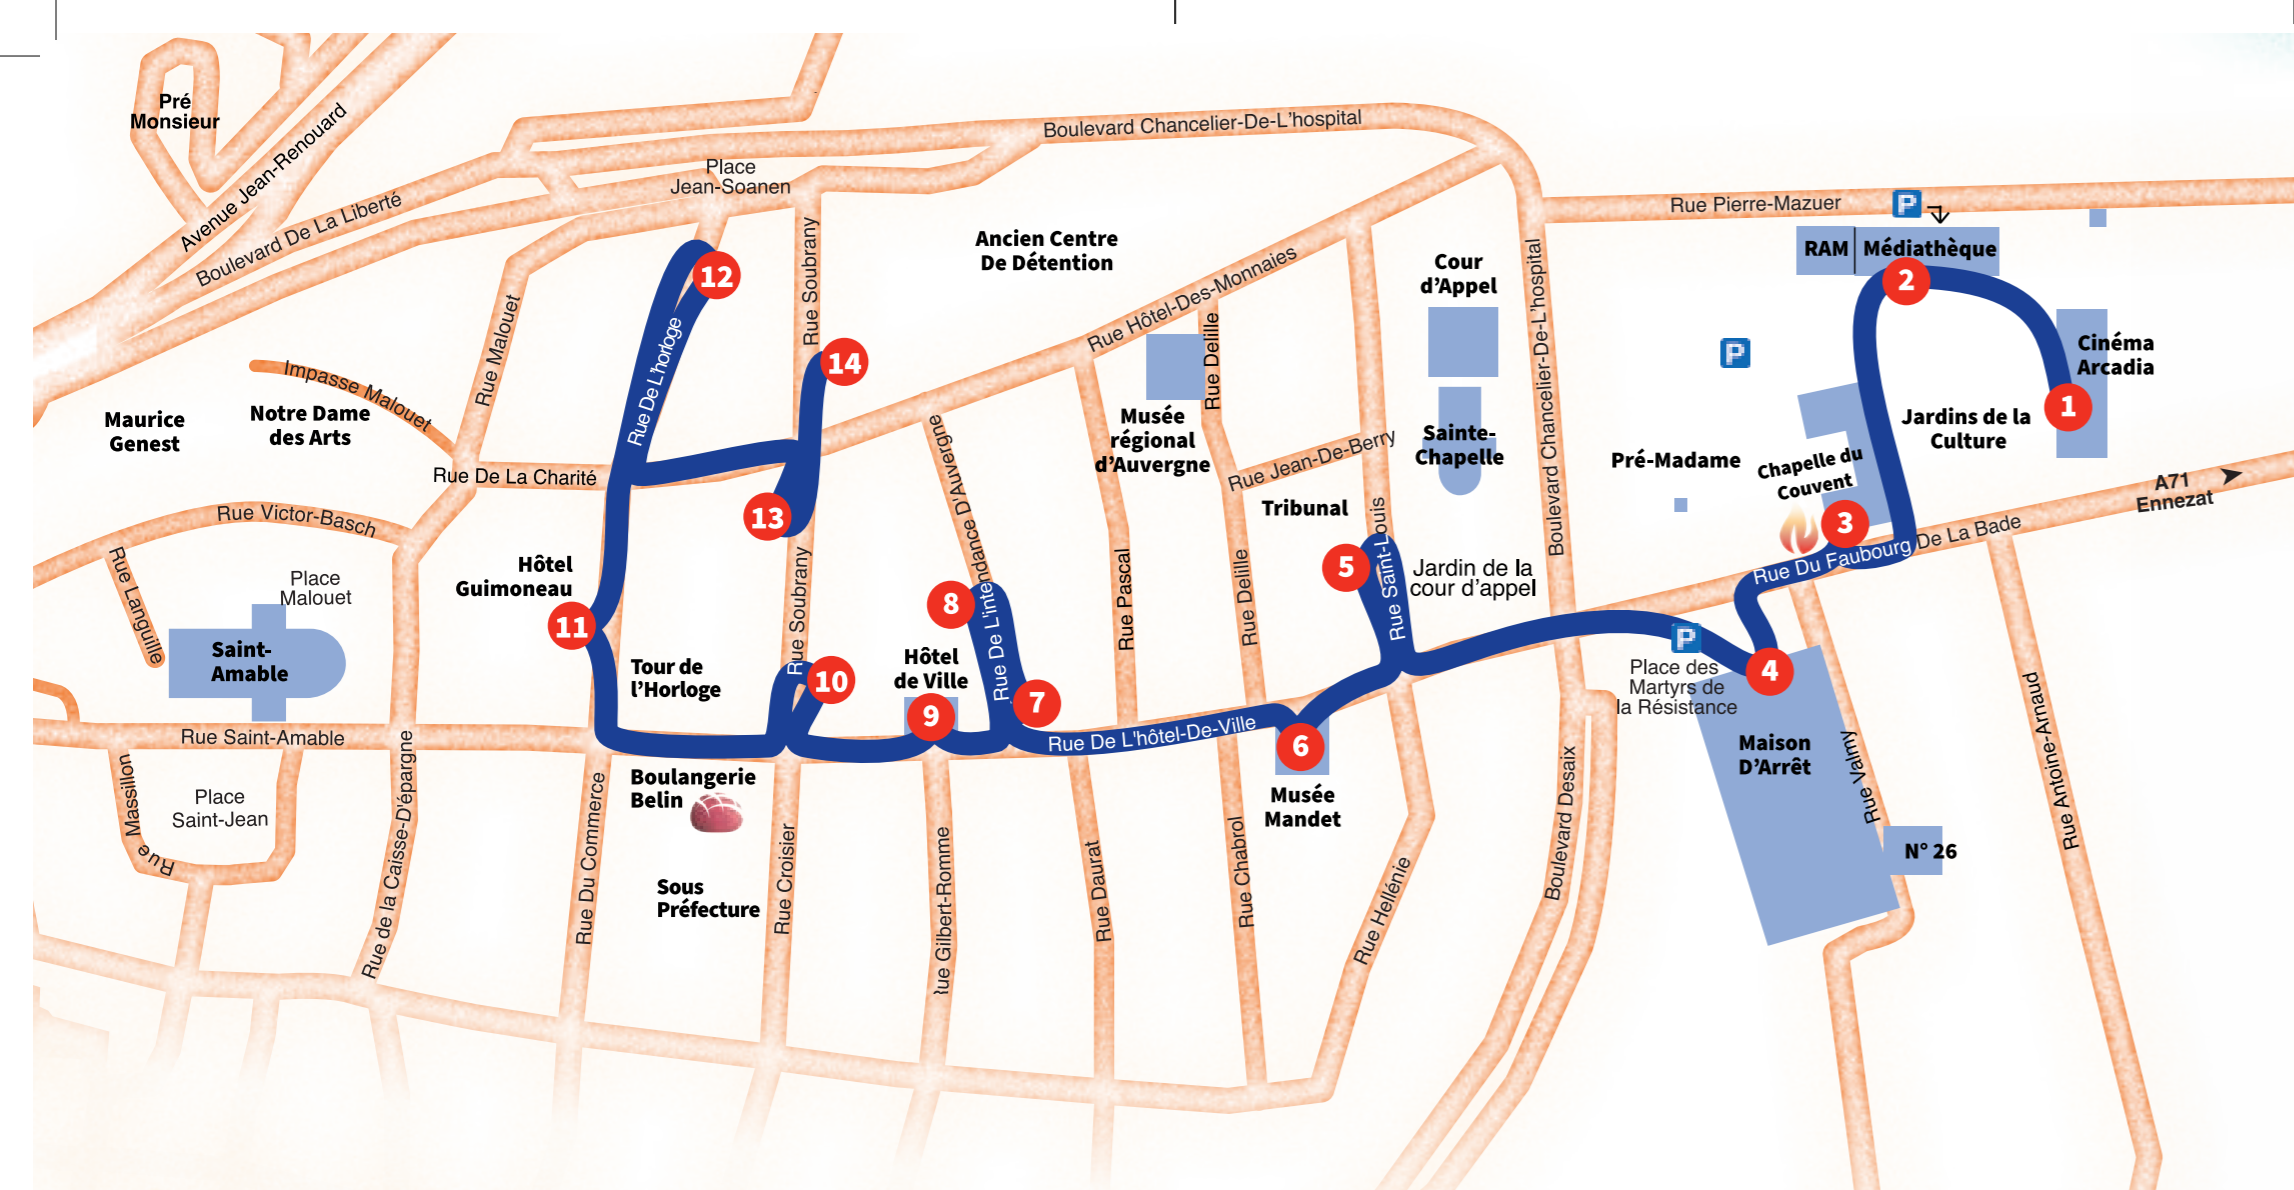 Pré
Monsieur
Avenue Jean-Renouard
Boulevard De La Liberté
Place
Jean-Soanen
Boulevard Chancelier-De-L'hospital
Rue Pierre-Mazuer
P
RAM
Médiathèque
2
Cinéma
Arcadia
1
Jardins de la
Culture
P
Pré-Madame
Chapelle du
Couvent
3
A71
Ennezat
Rue Du Faubourg De La Bade
Ancien Centre
De Détention
Cour
d'Appel
Sainte-
Chapelle
Boulevard Chancelier-De-L'hospital
Rue Hôtel-Des-Monnaies
Rue Delille
Musée
régional
d'Auvergne
Rue Jean-De-Berry
Tribunal
5
Rue Saint-Louis
Jardin de la
cour d'appel
12
Rue De L'horloge
Rue Soubrany
14
13
Rue Malouet
Impasse Malouet
Maurice
Genest
Notre Dame
des Arts
Rue De La Charité
Rue Victor-Basch
Rue Languille
Place
Malouet
Saint-
Amable
Hôtel
Guimoneau
11
Tour de
l'Horloge
Rue Soubrany
10
Hôtel
de Ville
9
8
Rue De L'intendance D'Auvergne
7
Rue Pascal
Rue Delille
Rue De L'hôtel-De-Ville
6
Musée
Mandet
P
Place des
Martyrs de
la Résistance
4
Maison
D'Arrêt
Rue Valmy
N° 26
Rue Antoine-Arnaud
Rue Saint-Amable
Rue Massillon
Place
Saint-Jean
Rue de la Caisse-D'épargne
Rue Du Commerce
Boulangerie
Belin
Sous
Préfecture
Rue Croisier
Rue Gilbert-Romme
Rue Daurat
Rue Chabrol
Rue Hellénie
Boulevard Desaix